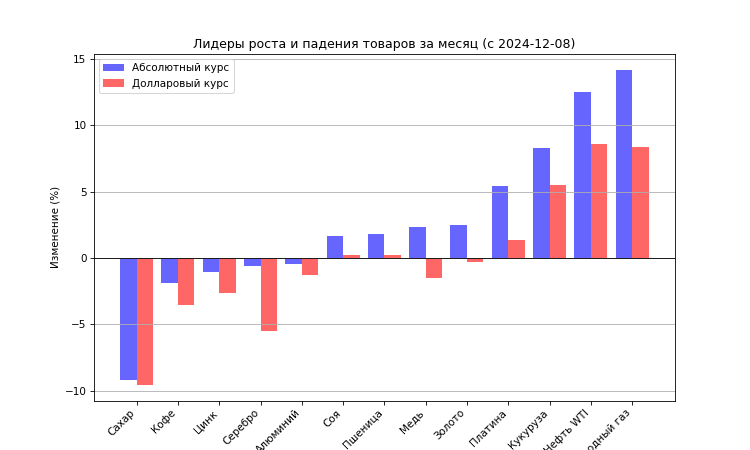 Лидеры роста и падения товаров за месяц (с 2024-12-08)
Абсолютный курс
Долларовый курс
Изменение (%)
15
10
5
0
−5
−10
Сахар
Кофе
Цинк
Серебро
Алюминий
Соя
Пшеница
Медь
Золото
Платина
Кукуруза
Нефть WTI
газ